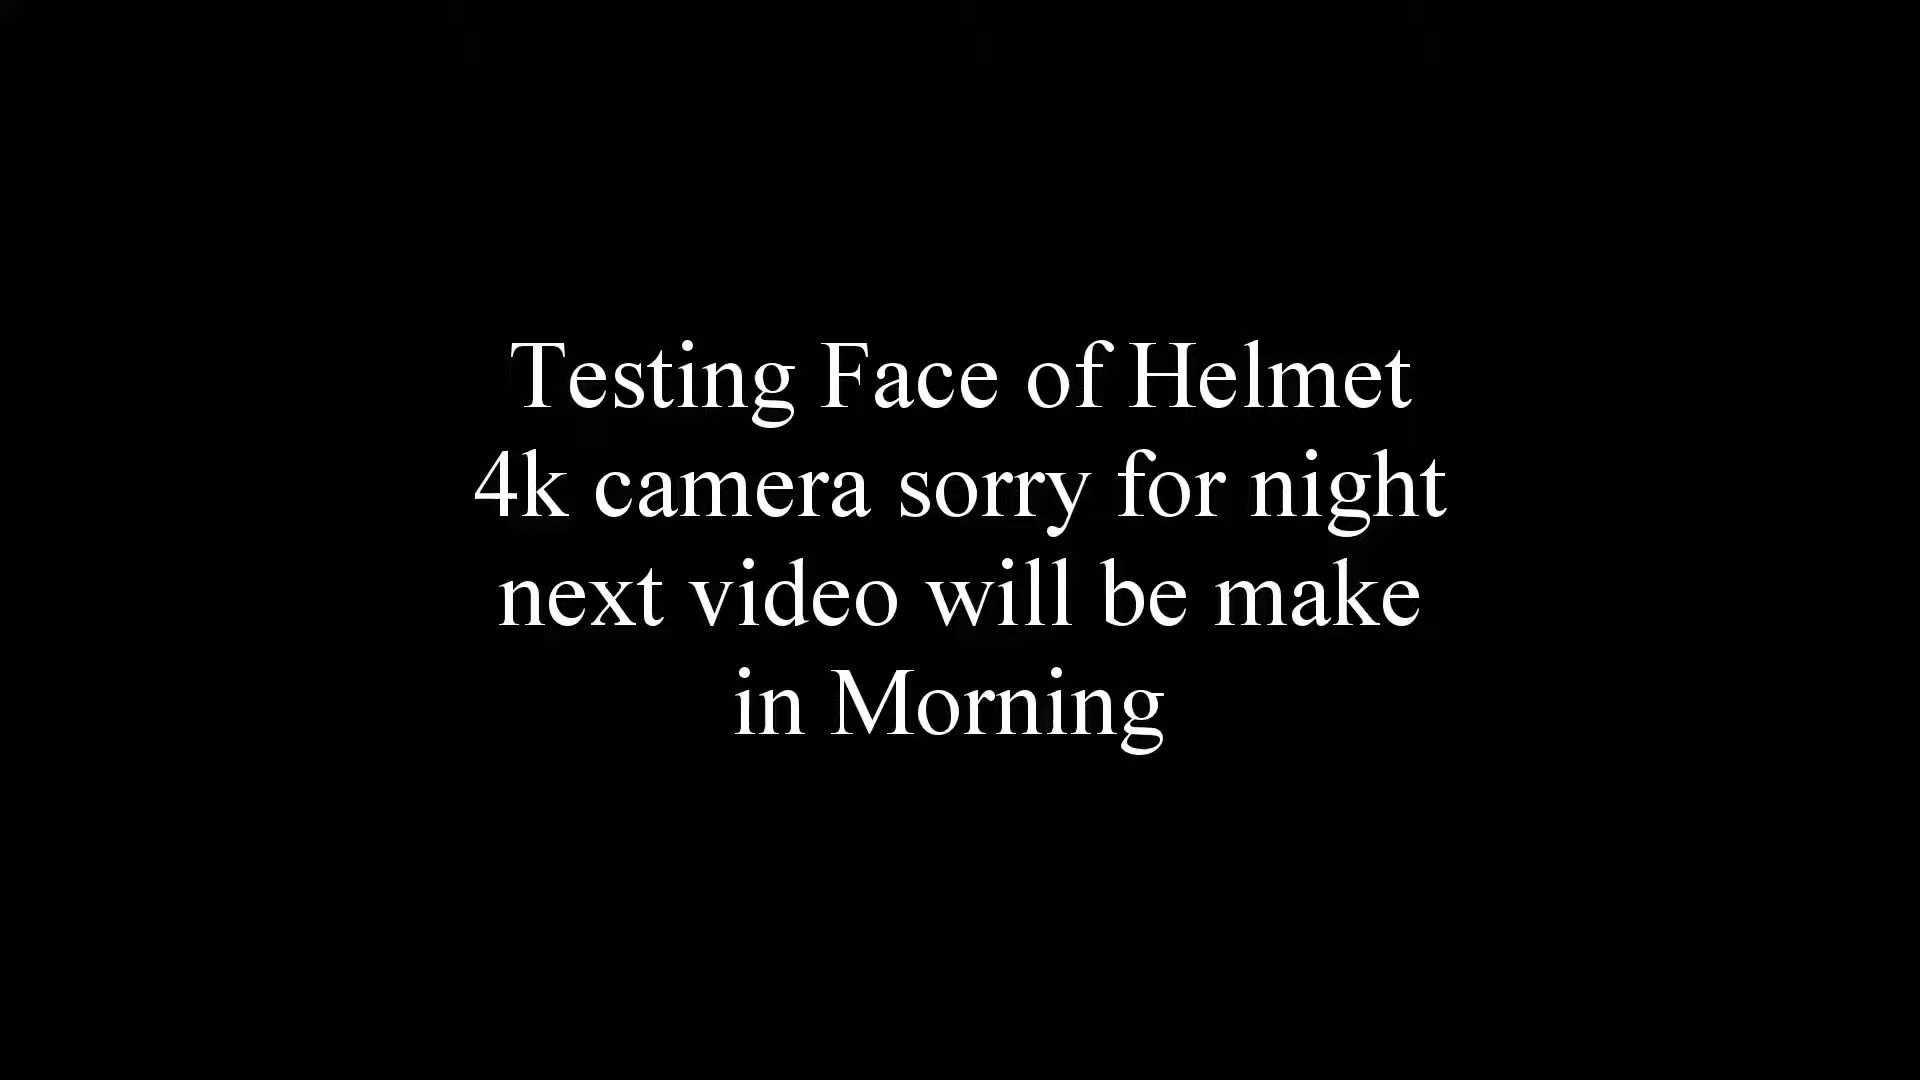 Testing Face of Helmet
4k camera sorry for night
next video will be make
in Morning